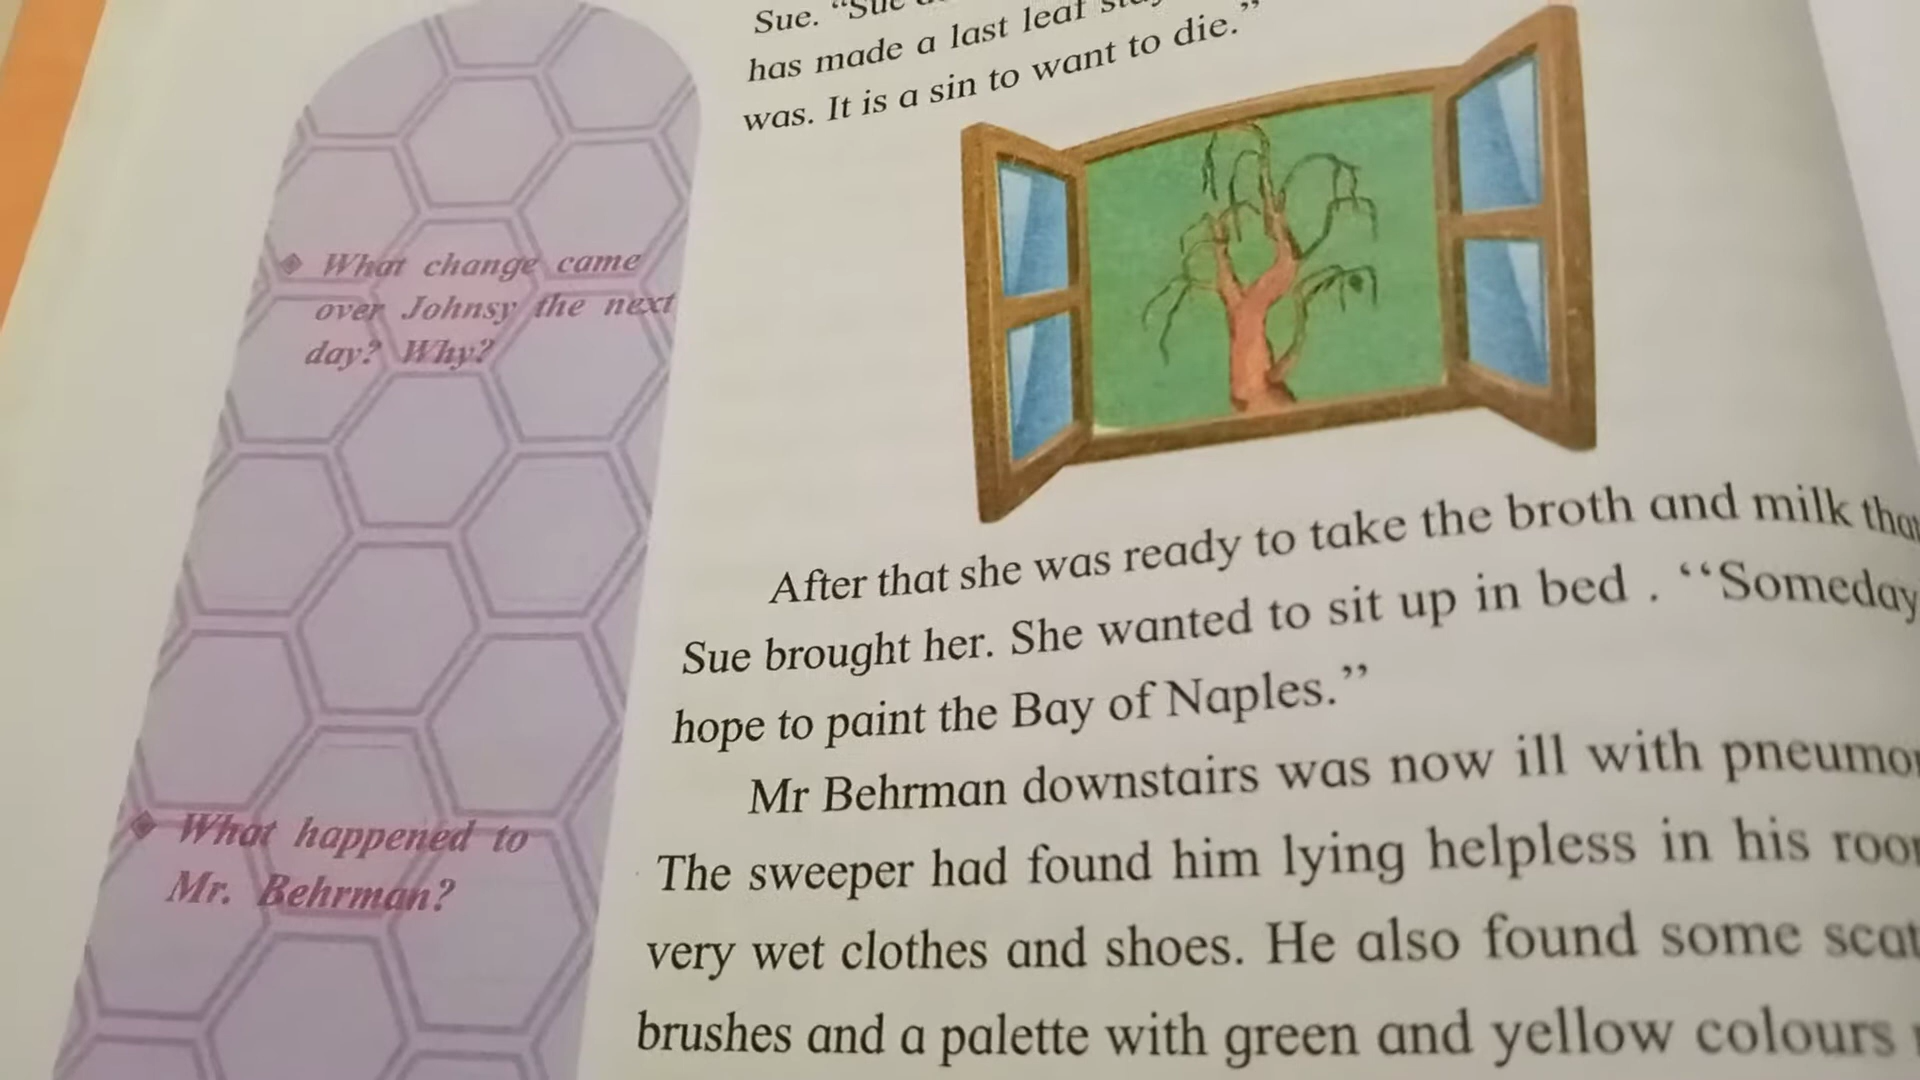 Sue. "Sue
has made a last leaf
was. It is a sin to want to die."
What change came
over Johnsy the next
day? Why?
After that she was ready to take the broth and milk that
Sue brought her. She wanted to sit up in bed . "Someday
hope to paint the Bay of Naples."
Mr Behrman downstairs was now ill with
The sweeper had found him lying helpless in his
very wet clothes and shoes. He also found some
brushes and a palette with green and yellow colours
What happened to
Mr. Behrman?